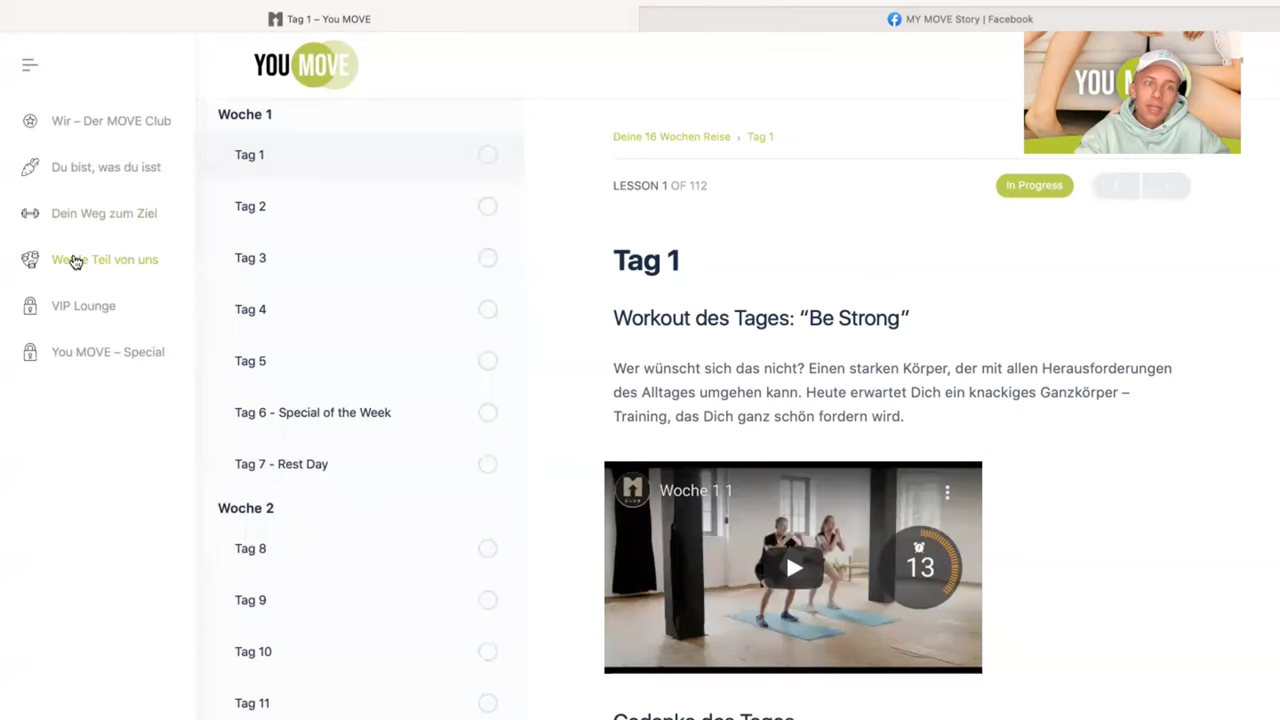 Tag 1 – You MOVE
MY MOVE Story | Facebook
YOU MOVE
YOU
Wir – Der MOVE Club
Du bist, was du isst
Dein Weg zum Ziel
Teil von uns
VIP Lounge
You MOVE – Special
Woche 1
Tag 1
Tag 2
Tag 3
Tag 4
Tag 5
Tag 6 - Special of the Week
Tag 7 - Rest Day
Woche 2
Tag 8
Tag 9
Tag 10
Tag 11
Deine 16 Wochen Reise › Tag 1
LESSON 1 OF 112
In Progress
Tag 1
Workout des Tages: “Be Strong“
Wer wünscht sich das nicht? Einen starken Körper, der mit allen Herausforderungen
des Alltages umgehen kann. Heute erwartet Dich ein knackiges Ganzkörper –
Training, das Dich ganz schön fordern wird.
Woche 1 1
13
Gedanke des Tages